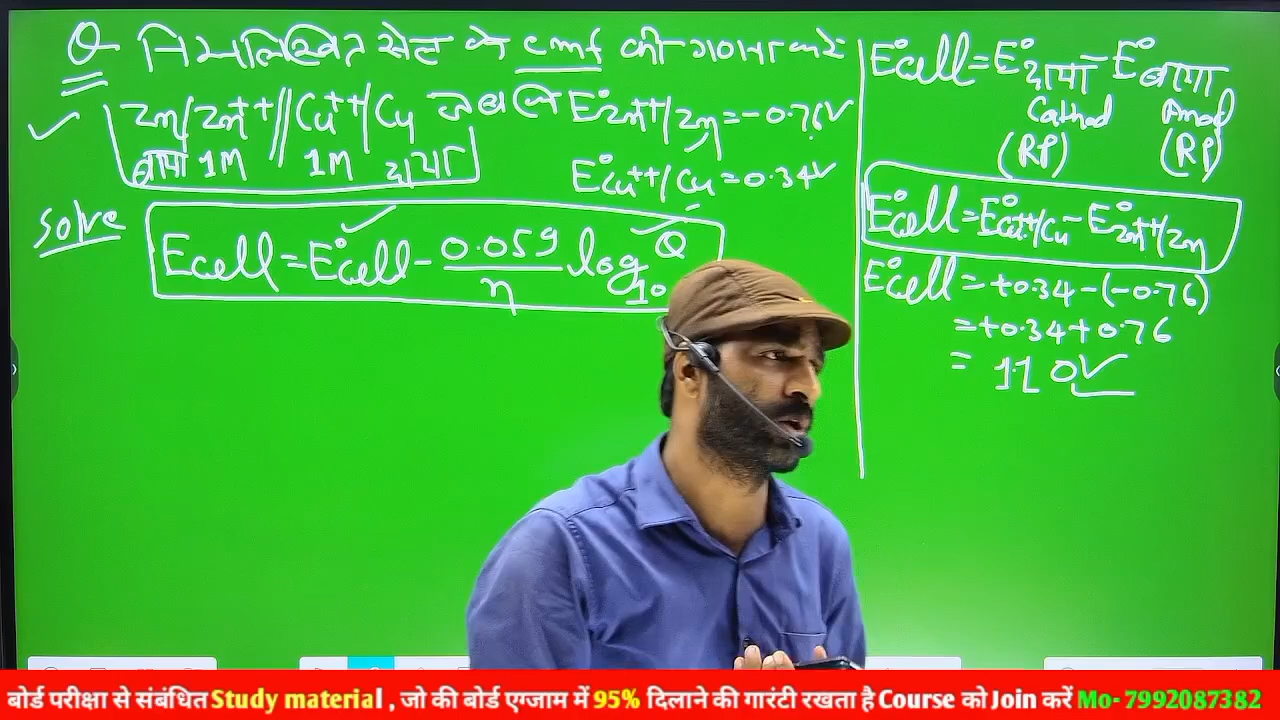 Q निम्नलिखित सेल के emf की गणना करे
Zn/Zn++//Cu++/Cu जबकि E°Zn++/Zn=-0.76V
बायां 1M 1M दायां
E°Cu++/Cu=0.34V
Solve
Ecell=E°cell-0.059/n log10 Q
E°cell=E°दायां-E°बायां
Cathod Anod
(RP) (RP)
E°cell=E°Cu++/Cu-E°Zn++/Zn
E°cell=+0.34-(-0.76)
=+0.34+0.76
=1.10V
बोर्ड परीक्षा से संबंधित Study material , जो की बोर्ड एग्जाम में 95% दिलाने की गारंटी रखता है Course को Join करें Mo- 7992087382